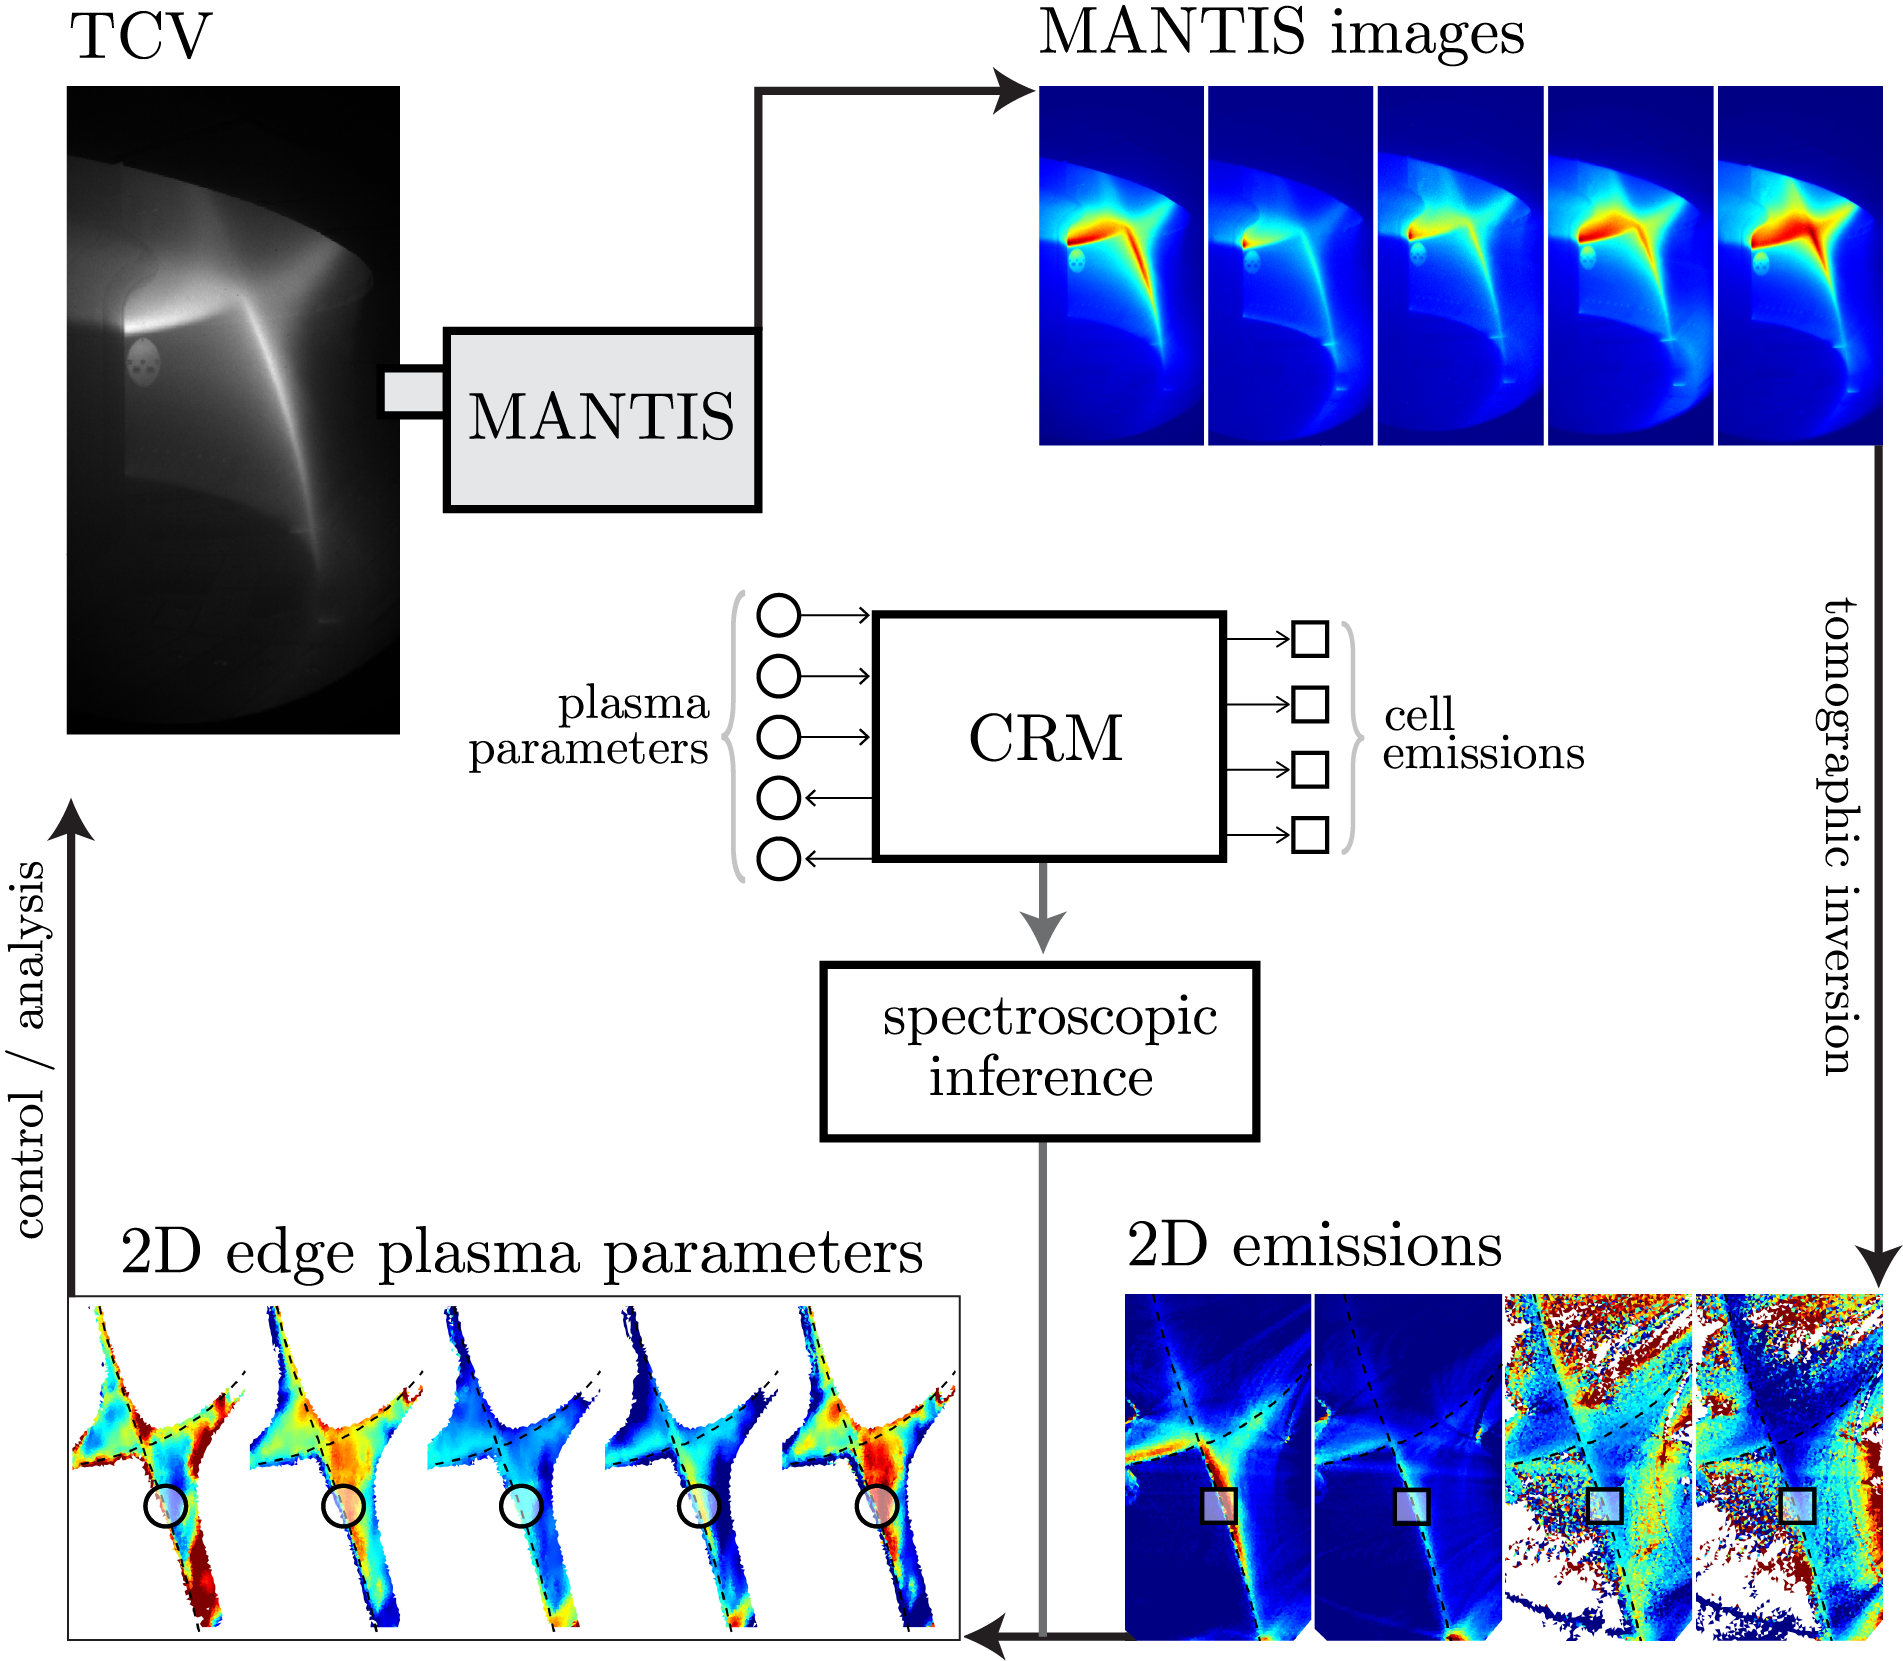 TCV
MANTIS images
MANTIS
plasma
parameters
CRM
cell
emissions
tomographic inversion
spectroscopic
inference
control / analysis
2D edge plasma parameters
2D emissions